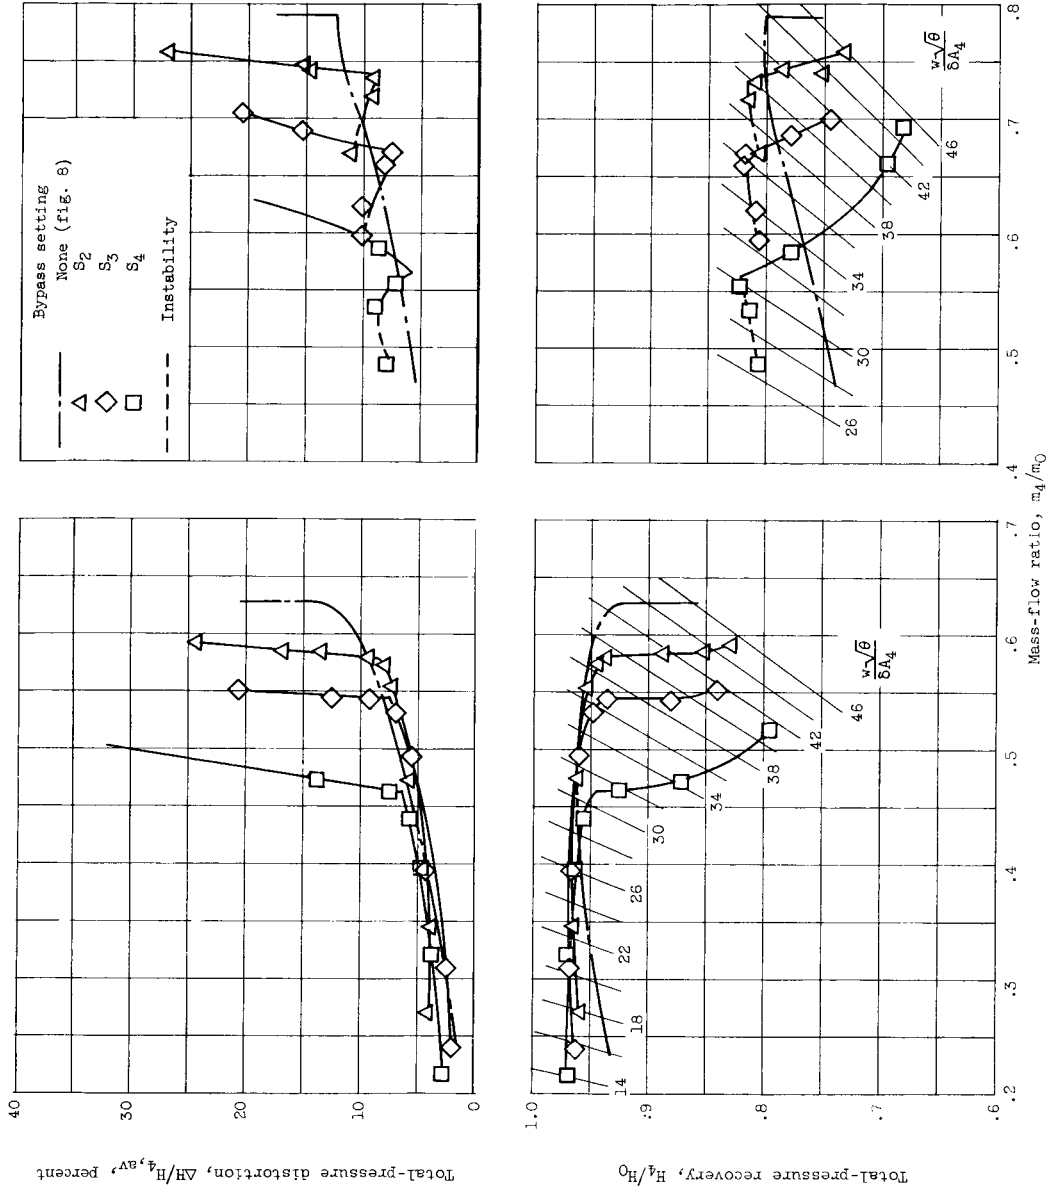 Bypass setting
None (fig. 8)
S2
S3
S4
Instability
Total-pressure distortion, ΔH/H4,av, percent
40
30
20
10
0
Total-pressure recovery, H4/H0
1.0
.9
.8
.7
.6
14
18
22
26
30
34
38
42
46
w√θ
δA4
.2
.3
.4
.5
.6
.7
26
30
34
38
42
46
w√θ
δA4
.4
.5
.6
.7
.8
Mass-flow ratio, m4/m0